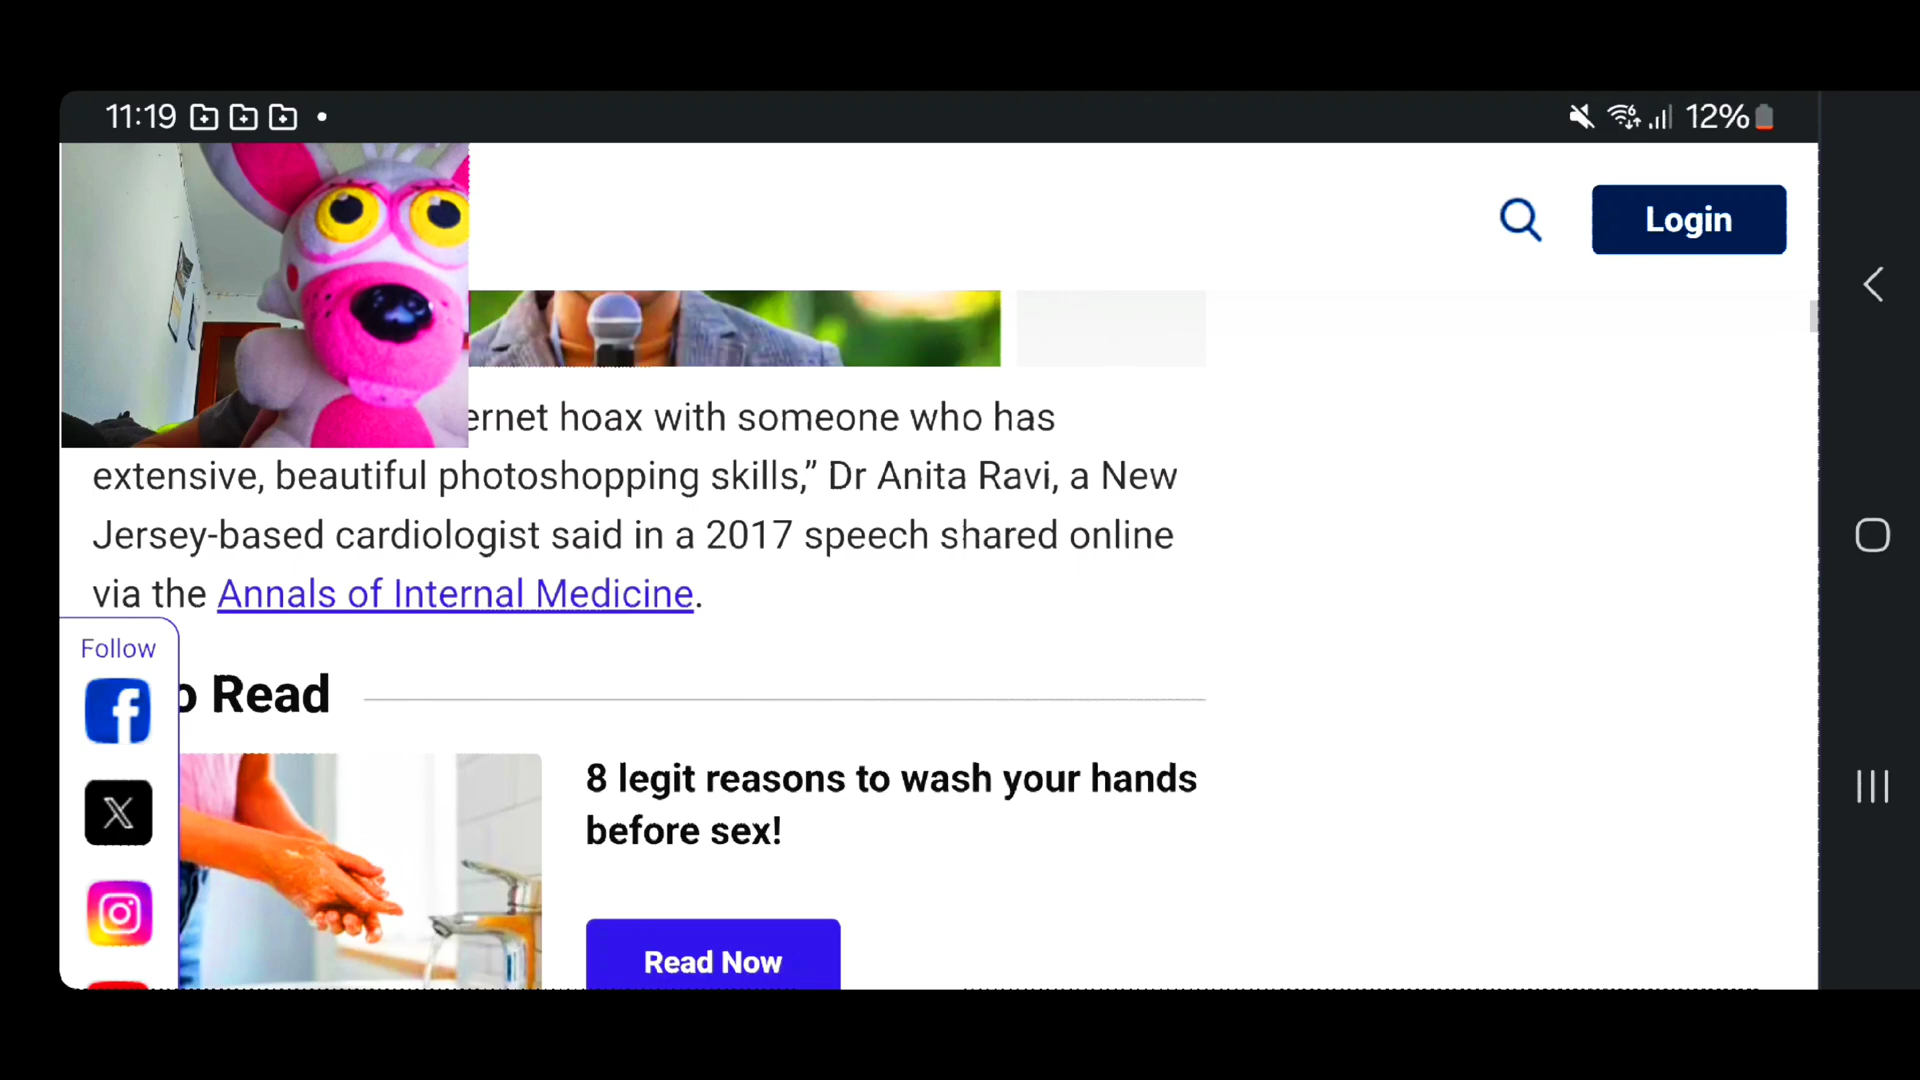 11:19
12%
Login
ernet hoax with someone who has
extensive, beautiful photoshopping skills,” Dr Anita Ravi, a New
Jersey-based cardiologist said in a 2017 speech shared online
via the Annals of Internal Medicine.
Follow
o Read
8 legit reasons to wash your hands
before sex!
Read Now